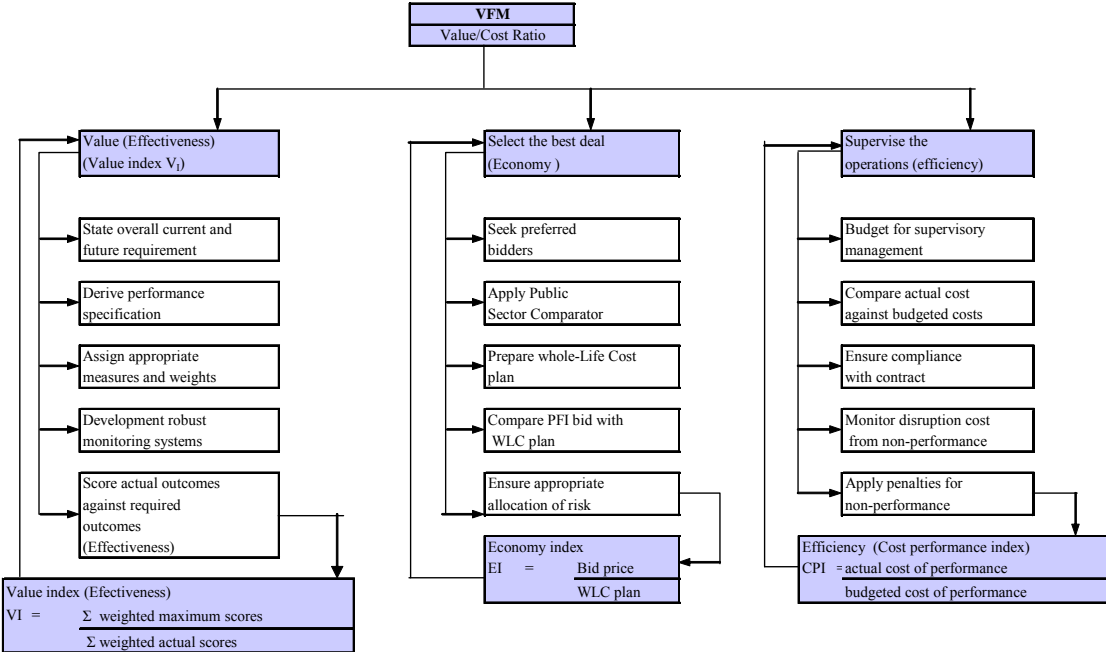 VFM
Value/Cost Ratio
Value (Effectiveness)
(Value index VI)
State overall current and
future requirement
Derive performance
specification
Assign appropriate
measures and weights
Development robust
monitoring systems
Score actual outcomes
against required
outcomes
(Effectiveness)
Value index (Efectiveness)
VI = Σ weighted maximum scores
Σ weighted actual scores
Select the best deal
(Economy )
Seek preferred
bidders
Apply Public
Sector Comparator
Prepare whole-Life Cost
plan
Compare PFI bid with
WLC plan
Ensure appropriate
allocation of risk
Economy index
EI = Bid price
WLC plan
Supervise the
operations (efficiency)
Budget for supervisory
management
Compare actual cost
against budgeted costs
Ensure compliance
with contract
Monitor disruption cost
from non-performance
Apply penalties for
non-performance
Efficiency (Cost performance index)
CPI = actual cost of performance
budgeted cost of performance